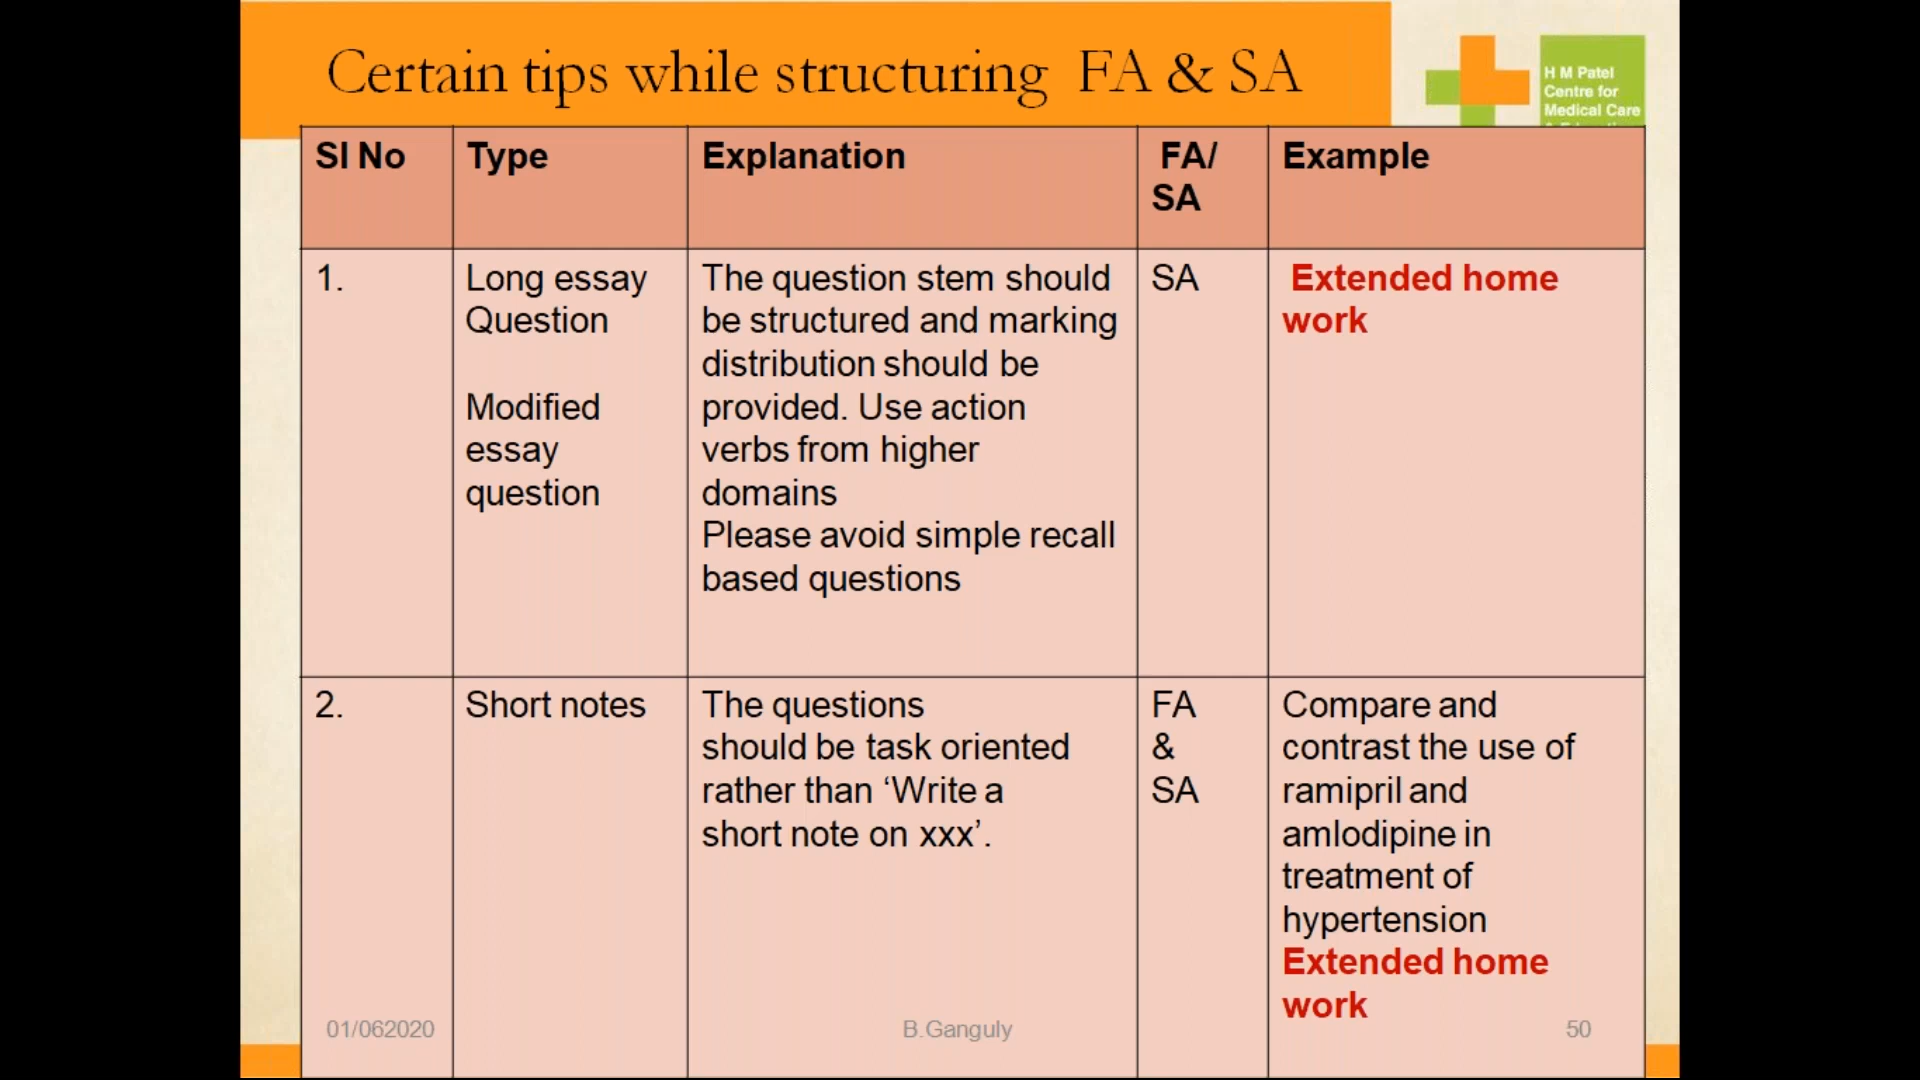 Certain tips while structuring FA & SA
H M Patel
Centre for
Medical Care
Sl No
Type
Explanation
FA/
SA
Example
1.
Long essay
Question
Modified
essay
question
The question stem should
be structured and marking
distribution should be
provided. Use action
verbs from higher
domains
Please avoid simple recall
based questions
SA
Extended home
work
2.
Short notes
The questions
should be task oriented
rather than ‘Write a
short note on xxx’.
FA
&
SA
Compare and
contrast the use of
ramipril and
amlodipine in
treatment of
hypertension
Extended home
work
01/062020
B.Ganguly
50